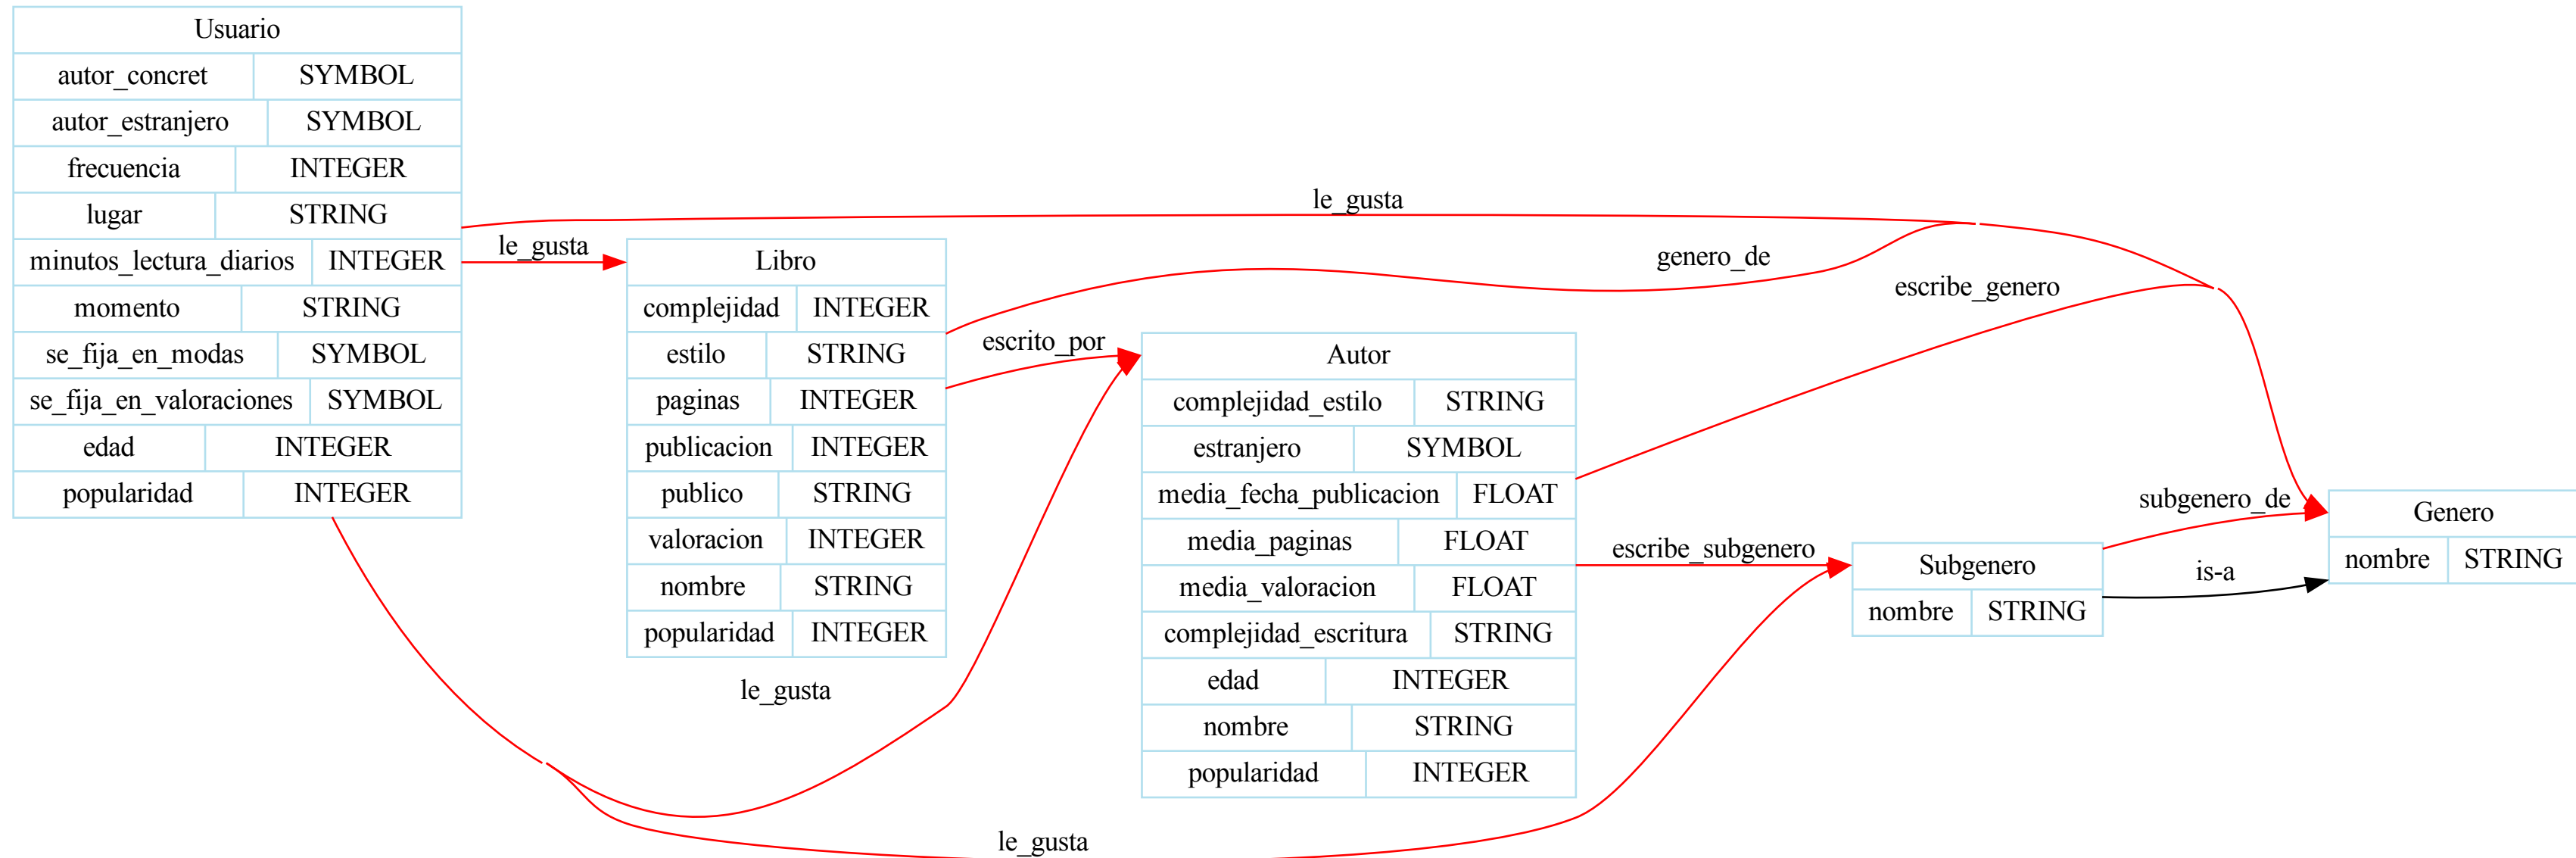 Usuario
autor_concret SYMBOL
autor_estranjero SYMBOL
frecuencia INTEGER
lugar STRING
minutos_lectura_diarios INTEGER
momento STRING
se_fija_en_modas SYMBOL
se_fija_en_valoraciones SYMBOL
edad INTEGER
popularidad INTEGER
le_gusta
le_gusta
genero_de
escribe_genero
Libro
complejidad INTEGER
estilo STRING
paginas INTEGER
publicacion INTEGER
publico STRING
valoracion INTEGER
nombre STRING
popularidad INTEGER
escrito_por
le_gusta
le_gusta
Autor
complejidad_estilo STRING
estranjero SYMBOL
media_fecha_publicacion FLOAT
media_paginas FLOAT
media_valoracion FLOAT
complejidad_escritura STRING
edad INTEGER
nombre STRING
popularidad INTEGER
escribe_subgenero
Subgenero
nombre STRING
subgenero_de
is-a
Genero
nombre STRING